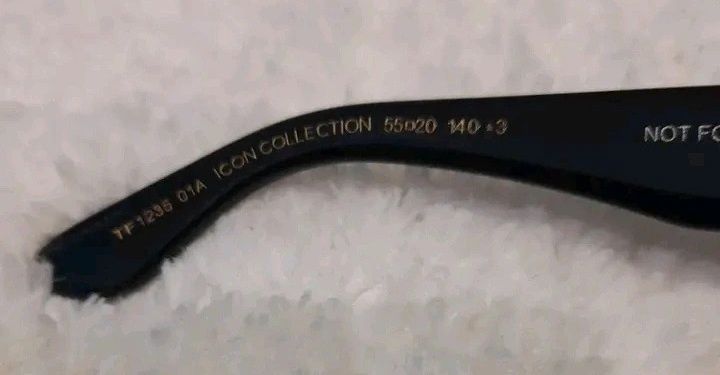 TF1235 01A ICON COLLECTION 55□20 140 *3
NOT FO